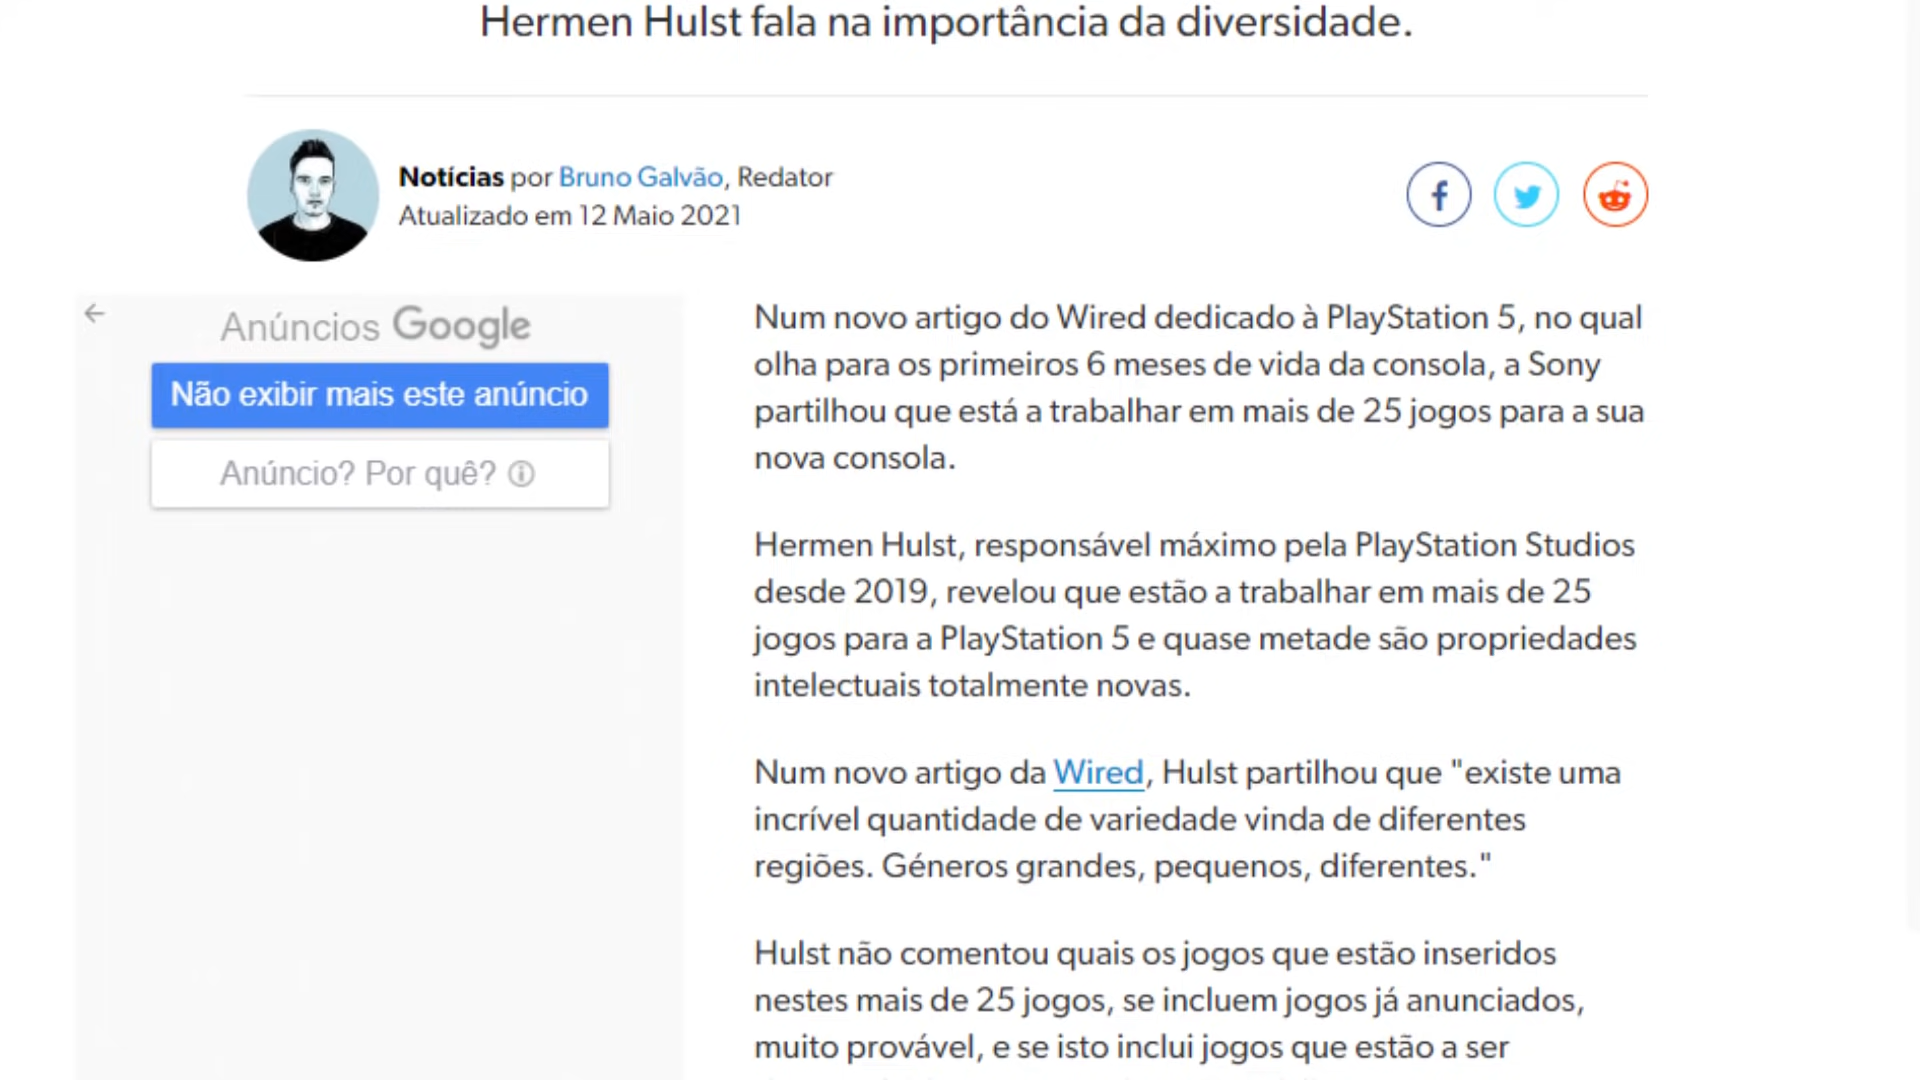 Hermen Hulst fala na importância da diversidade.
Notícias por Bruno Galvão, Redator
Atualizado em 12 Maio 2021
Anúncios Google
Não exibir mais este anúncio
Anúncio? Por quê?
Num novo artigo do Wired dedicado à PlayStation 5, no qual
olha para os primeiros 6 meses de vida da consola, a Sony
partilhou que está a trabalhar em mais de 25 jogos para a sua
nova consola.
Hermen Hulst, responsável máximo pela PlayStation Studios
desde 2019, revelou que estão a trabalhar em mais de 25
jogos para a PlayStation 5 e quase metade são propriedades
intelectuais totalmente novas.
Num novo artigo da Wired, Hulst partilhou que "existe uma
incrível quantidade de variedade vinda de diferentes
regiões. Géneros grandes, pequenos, diferentes."
Hulst não comentou quais os jogos que estão inseridos
nestes mais de 25 jogos, se incluem jogos já anunciados,
muito provável, e se isto inclui jogos que estão a ser